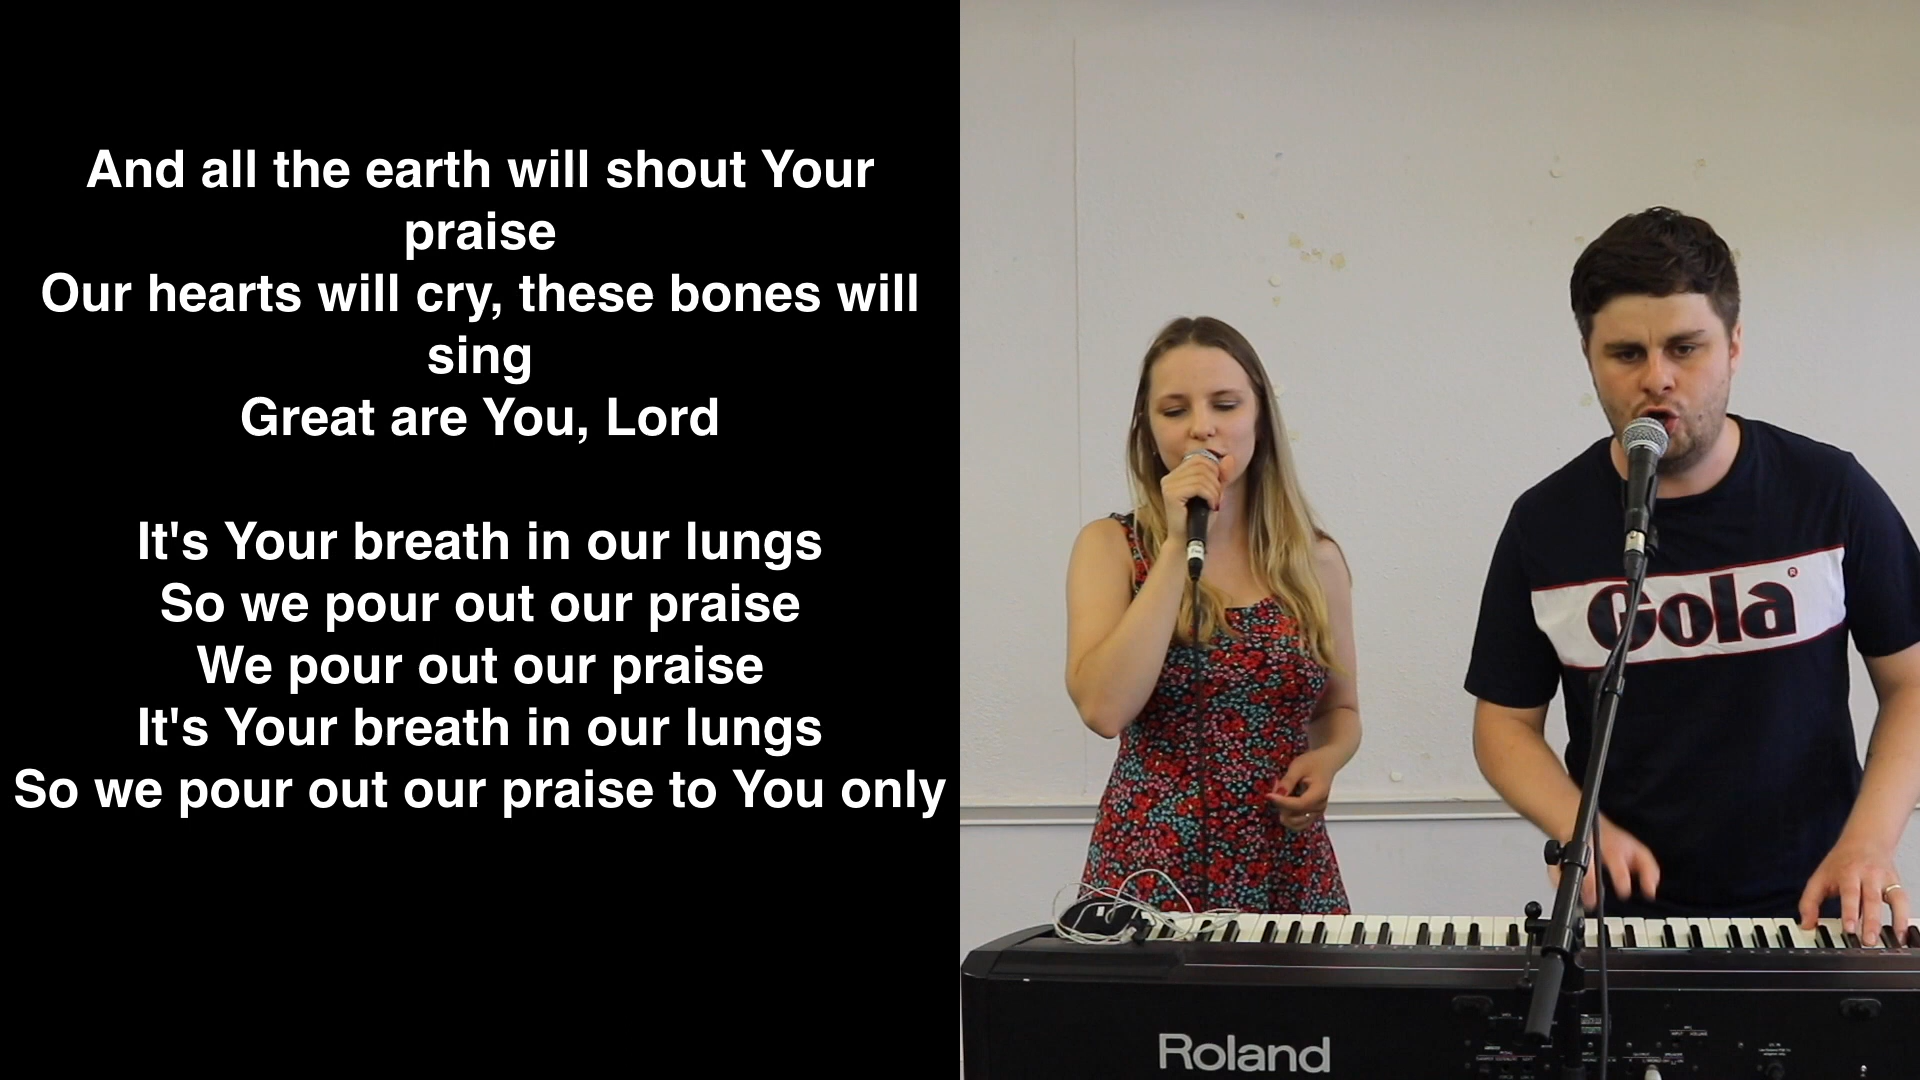 And all the earth will shout Your
praise
Our hearts will cry, these bones will
sing
Great are You, Lord
It's Your breath in our lungs
So we pour out our praise
We pour out our praise
It's Your breath in our lungs
So we pour out our praise to You only
Gola®
Roland